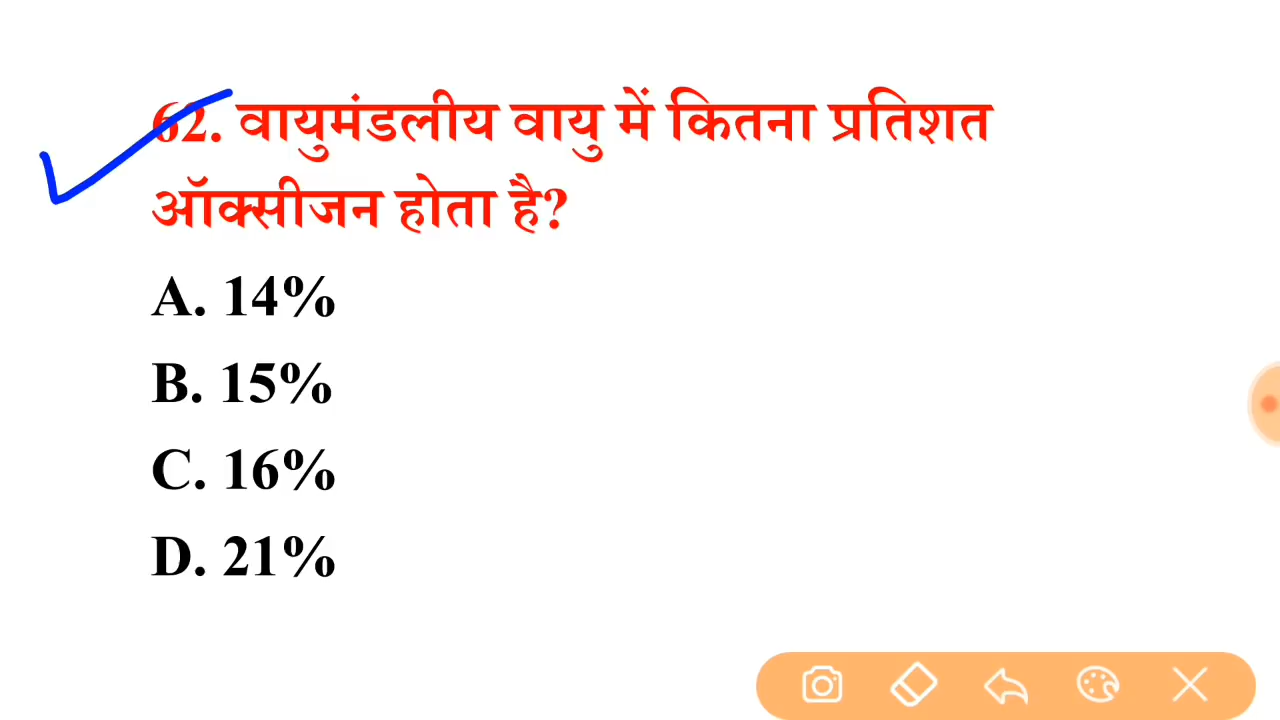 62. वायुमंडलीय वायु में कितना प्रतिशत
ऑक्सीजन होता है?
A. 14%
B. 15%
C. 16%
D. 21%